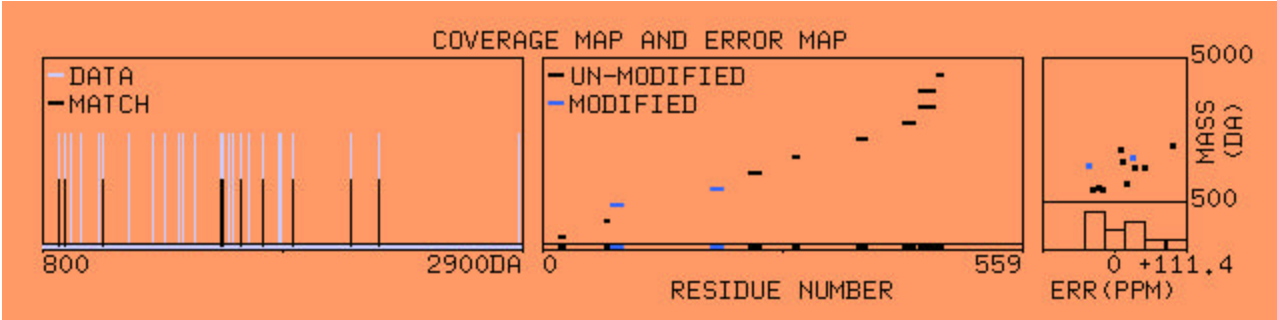 COVERAGE MAP AND ERROR MAP
DATA
MATCH
800
2900DA
UN-MODIFIED
MODIFIED
0
559
RESIDUE NUMBER
5000
MASS
(DA)
500
0 +111.4
ERR(PPM)